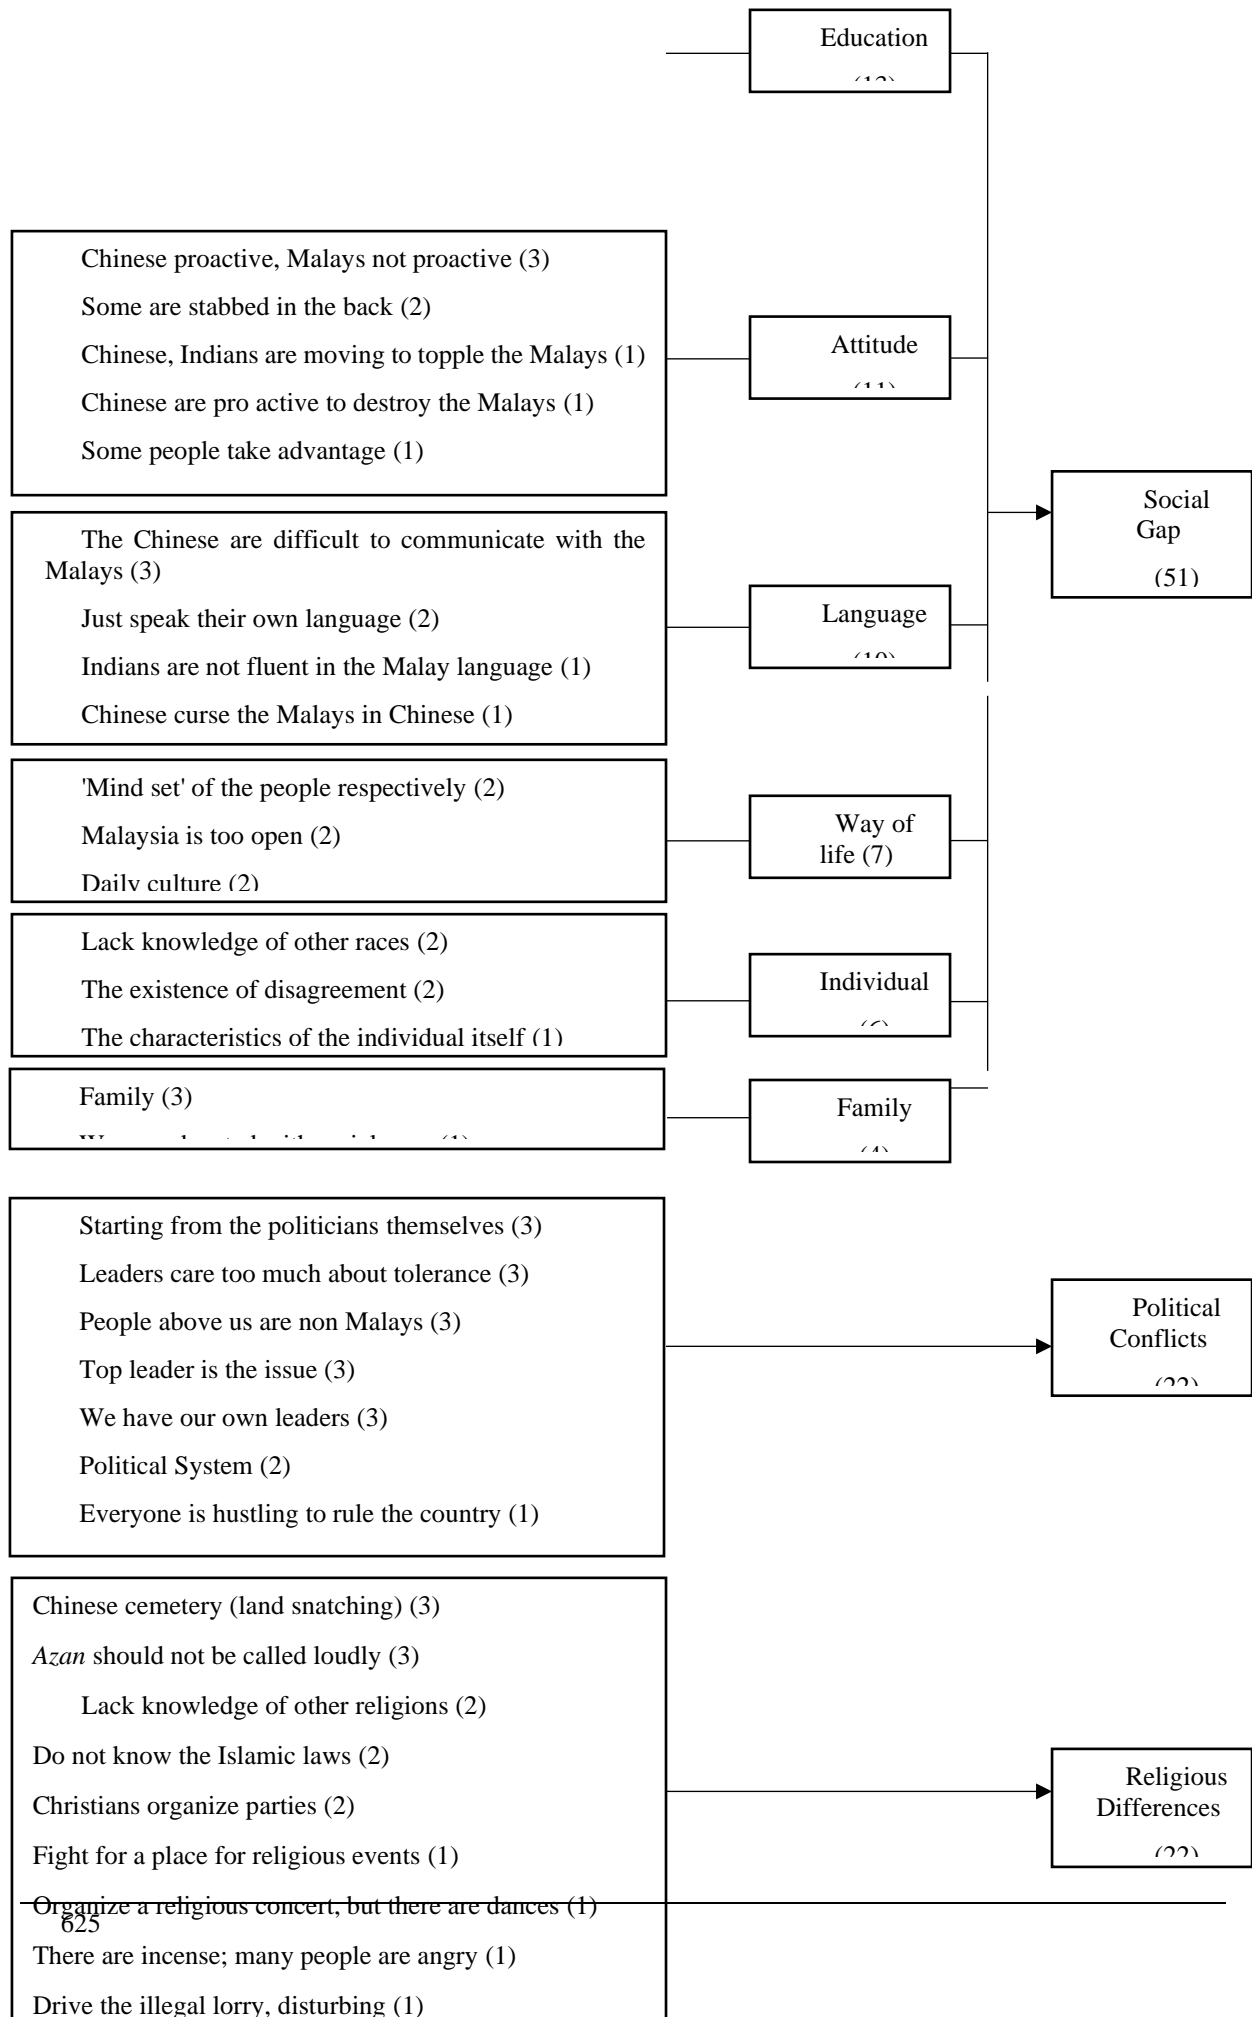 Education
Chinese proactive, Malays not proactive (3)
Some are stabbed in the back (2)
Chinese, Indians are moving to topple the Malays (1)
Chinese are pro active to destroy the Malays (1)
Some people take advantage (1)
Attitude
(11)
Social
Gap
(51)
The Chinese are difficult to communicate with the
Malays (3)
Just speak their own language (2)
Indians are not fluent in the Malay language (1)
Chinese curse the Malays in Chinese (1)
Language
'Mind set' of the people respectively (2)
Malaysia is too open (2)
Daily culture (2)
Way of
life (7)
Lack knowledge of other races (2)
The existence of disagreement (2)
The characteristics of the individual itself (1)
Individual
Family (3)
Family
Starting from the politicians themselves (3)
Leaders care too much about tolerance (3)
People above us are non Malays (3)
Top leader is the issue (3)
We have our own leaders (3)
Political System (2)
Everyone is hustling to rule the country (1)
Political
Conflicts
(22)
Chinese cemetery (land snatching) (3)
Azan should not be called loudly (3)
Lack knowledge of other religions (2)
Do not know the Islamic laws (2)
Christians organize parties (2)
Fight for a place for religious events (1)
Organize a religious concert, but there are dances (1)
625
There are incense; many people are angry (1)
Drive the illegal lorry, disturbing (1)
Religious
Differences
(22)